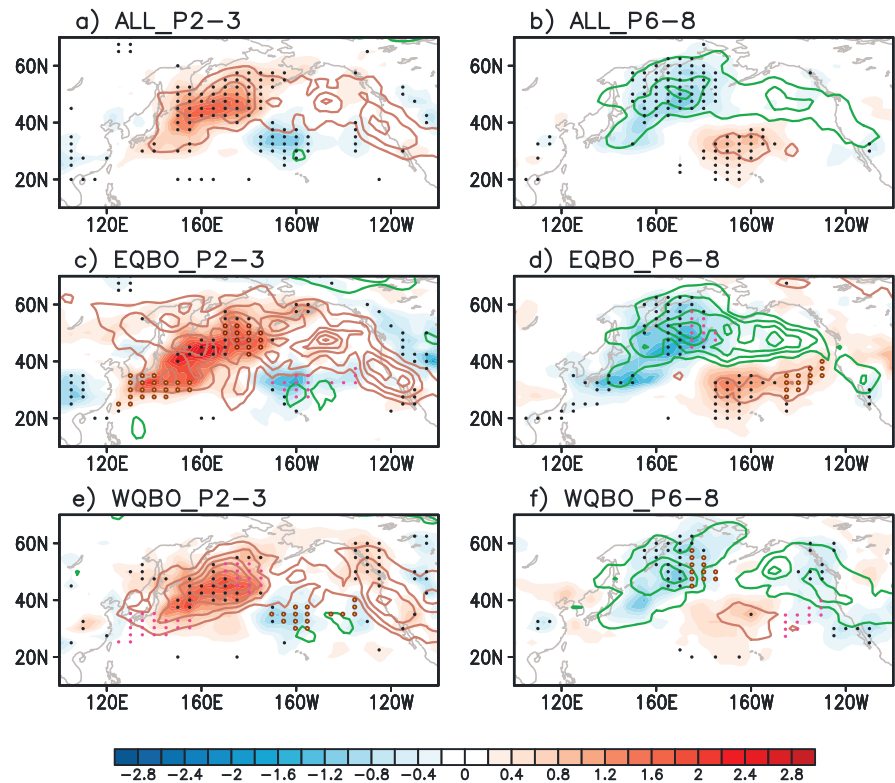 a) ALL_P2-3
b) ALL_P6-8
60N
40N
20N
120E 160E 160W 120W
60N
40N
20N
120E 160E 160W 120W
c) EQBO_P2-3
d) EQBO_P6-8
60N
40N
20N
120E 160E 160W 120W
60N
40N
20N
120E 160E 160W 120W
e) WQBO_P2-3
f) WQBO_P6-8
60N
40N
20N
120E 160E 160W 120W
60N
40N
20N
120E 160E 160W 120W
-2.8 -2.4 -2 -1.6 -1.2 -0.8 -0.4 0 0.4 0.8 1.2 1.6 2 2.4 2.8